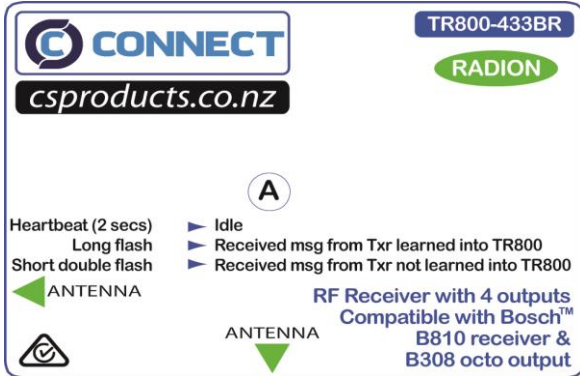 CONNECT
TR800-433BR
RADION
csproducts.co.nz
A
Heartbeat (2 secs) ► Idle
Long flash ► Received msg from Txr learned into TR800
Short double flash ► Received msg from Txr not learned into TR800
ANTENNA
RF Receiver with 4 outputs
Compatible with Bosch™
B810 receiver &
B308 octo output
ANTENNA